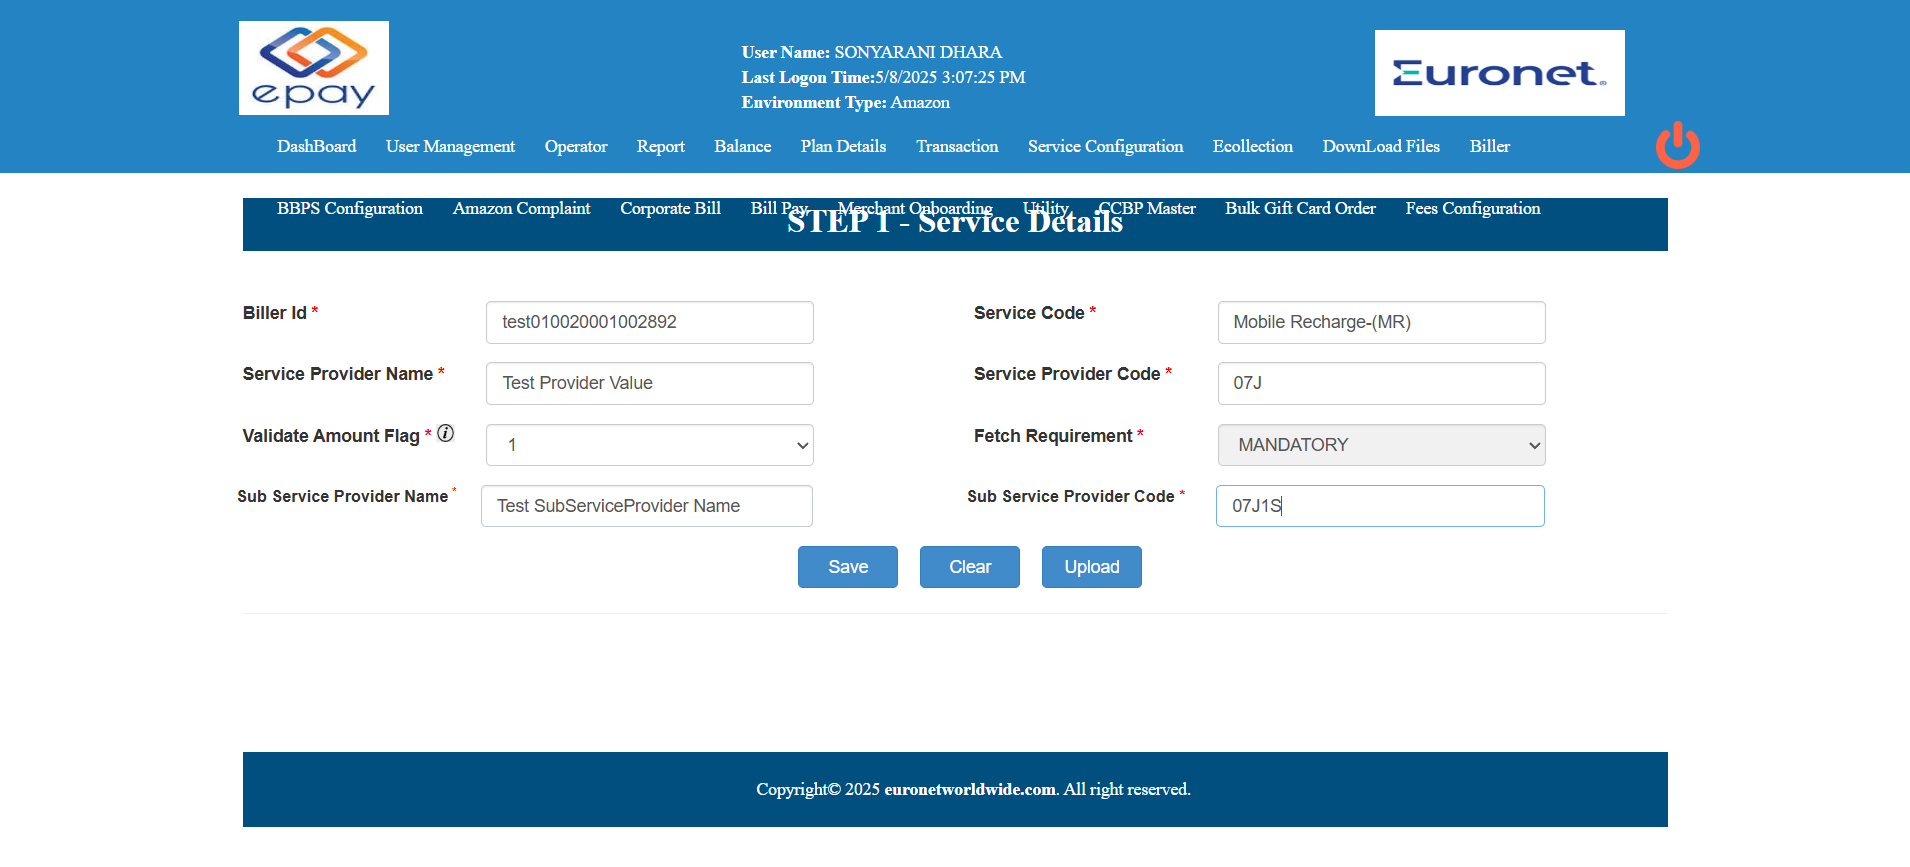 epay
User Name: SONYARANI DHARA
Last Logon Time:5/8/2025 3:07:25 PM
Environment Type: Amazon
Euronet®
DashBoard User Management Operator Report Balance Plan Details Transaction Service Configuration Ecollection DownLoad Files Biller
BBPS Configuration Amazon Complaint Corporate Bill Bill Pay Merchant Onboarding Utility CCBP Master Bulk Gift Card Order Fees Configuration
STEP 1 - Service Details
Biller Id * test010020001002892 Service Code * Mobile Recharge-(MR)
Service Provider Name * Test Provider Value Service Provider Code * 07J
Validate Amount Flag * i 1 Fetch Requirement * MANDATORY
Sub Service Provider Name * Test SubServiceProvider Name Sub Service Provider Code * 07J1S
Save Clear Upload
Copyright© 2025 euronetworldwide.com. All right reserved.